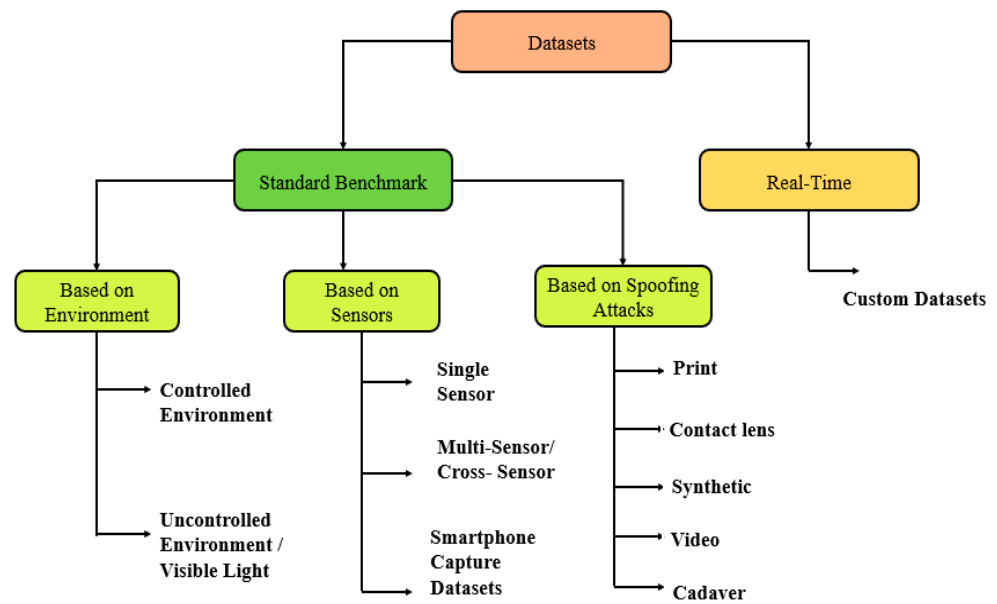 Datasets
Standard Benchmark
Real-Time
Based on
Environment
Based on
Sensors
Based on Spoofing
Attacks
Custom Datasets
Controlled
Environment
Uncontrolled
Environment /
Visible Light
Single
Sensor
Multi-Sensor/
Cross- Sensor
Smartphone
Capture
Datasets
Print
Contact lens
Synthetic
Video
Cadaver